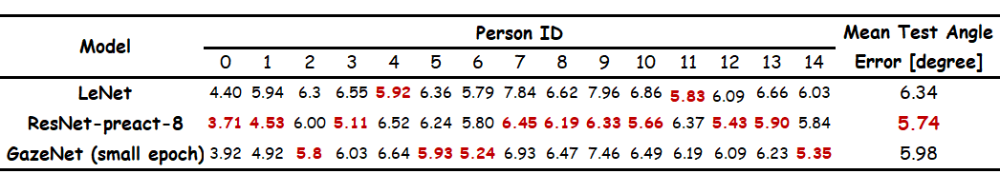 Model Person ID Mean Test Angle Error [degree]
0 1 2 3 4 5 6 7 8 9 10 11 12 13 14
LeNet 4.40 5.94 6.3 6.55 5.92 6.36 5.79 7.84 6.62 7.96 6.86 5.83 6.09 6.66 6.03 6.34
ResNet-preact-8 3.71 4.53 6.00 5.11 6.52 6.24 5.80 6.45 6.19 6.33 5.66 6.37 5.43 5.90 5.84 5.74
GazeNet (small epoch) 3.92 4.92 5.8 6.03 6.64 5.93 5.24 6.93 6.47 7.46 6.49 6.19 6.09 6.23 5.35 5.98